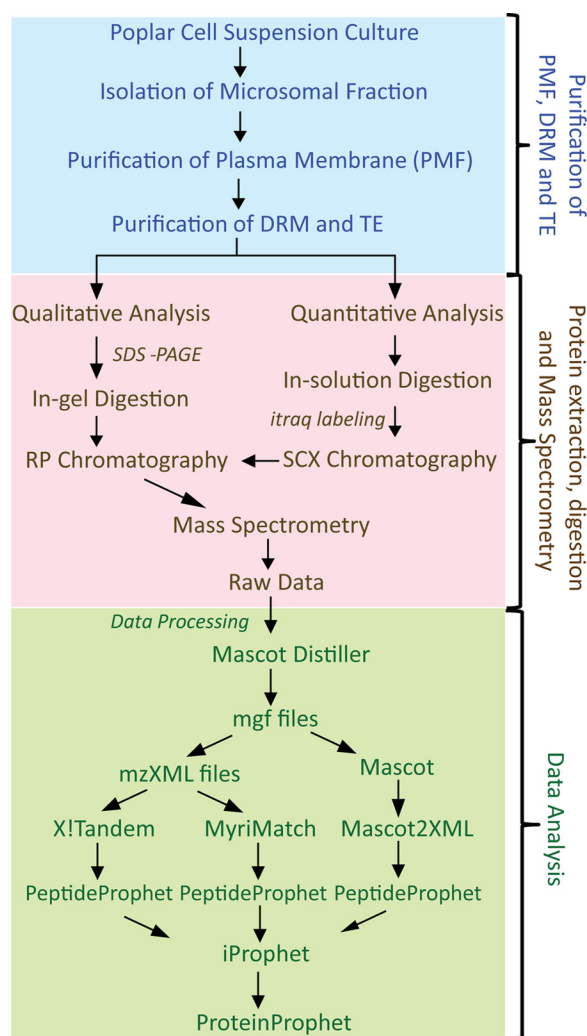 Poplar Cell Suspension Culture
Isolation of Microsomal Fraction
Purification of Plasma Membrane (PMF)
Purification of DRM and TE
Purification of
PMF, DRM and TE
Qualitative Analysis
Quantitative Analysis
SDS -PAGE
In-solution Digestion
In-gel Digestion
itraq labeling
RP Chromatography
SCX Chromatography
Mass Spectrometry
Raw Data
Protein extraction, digestion
and Mass Spectrometry
Data Processing
Mascot Distiller
mgf files
mzXML files
Mascot
X!Tandem
MyriMatch
Mascot2XML
PeptideProphet
PeptideProphet
PeptideProphet
iProphet
ProteinProphet
Data Analysis